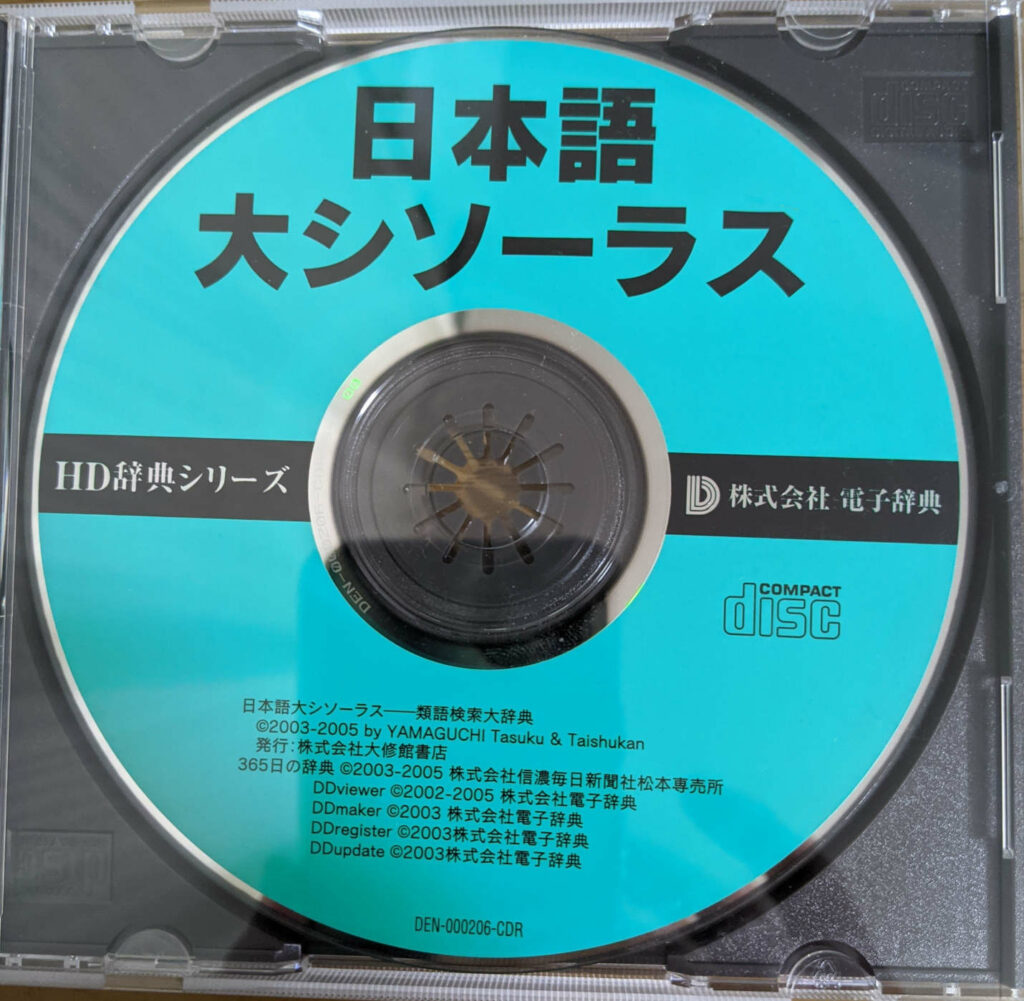 日本語
大シソーラス
HD辞典シリーズ
株式会社 電子辞典
COMPACT
disc
日本語大シソーラス――類語検索大辞典
©2003-2005 by YAMAGUCHI Tasuku & Taishukan
発行：株式会社大修館書店
365日の辞典 ©2003-2005 株式会社信濃毎日新聞社松本専売所
DDviewer ©2002-2005 株式会社電子辞典
DDmaker ©2003 株式会社電子辞典
DDregister ©2003株式会社電子辞典
DDupdate ©2003株式会社電子辞典
DEN-000206-CDR